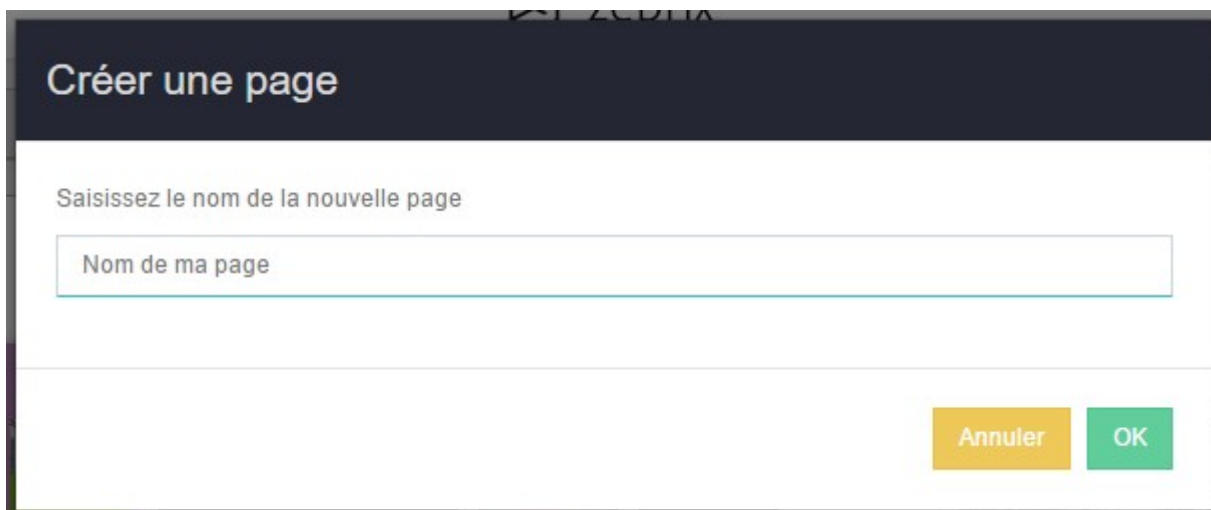 Créer une page
Saisissez le nom de la nouvelle page
Nom de ma page
Annuler OK